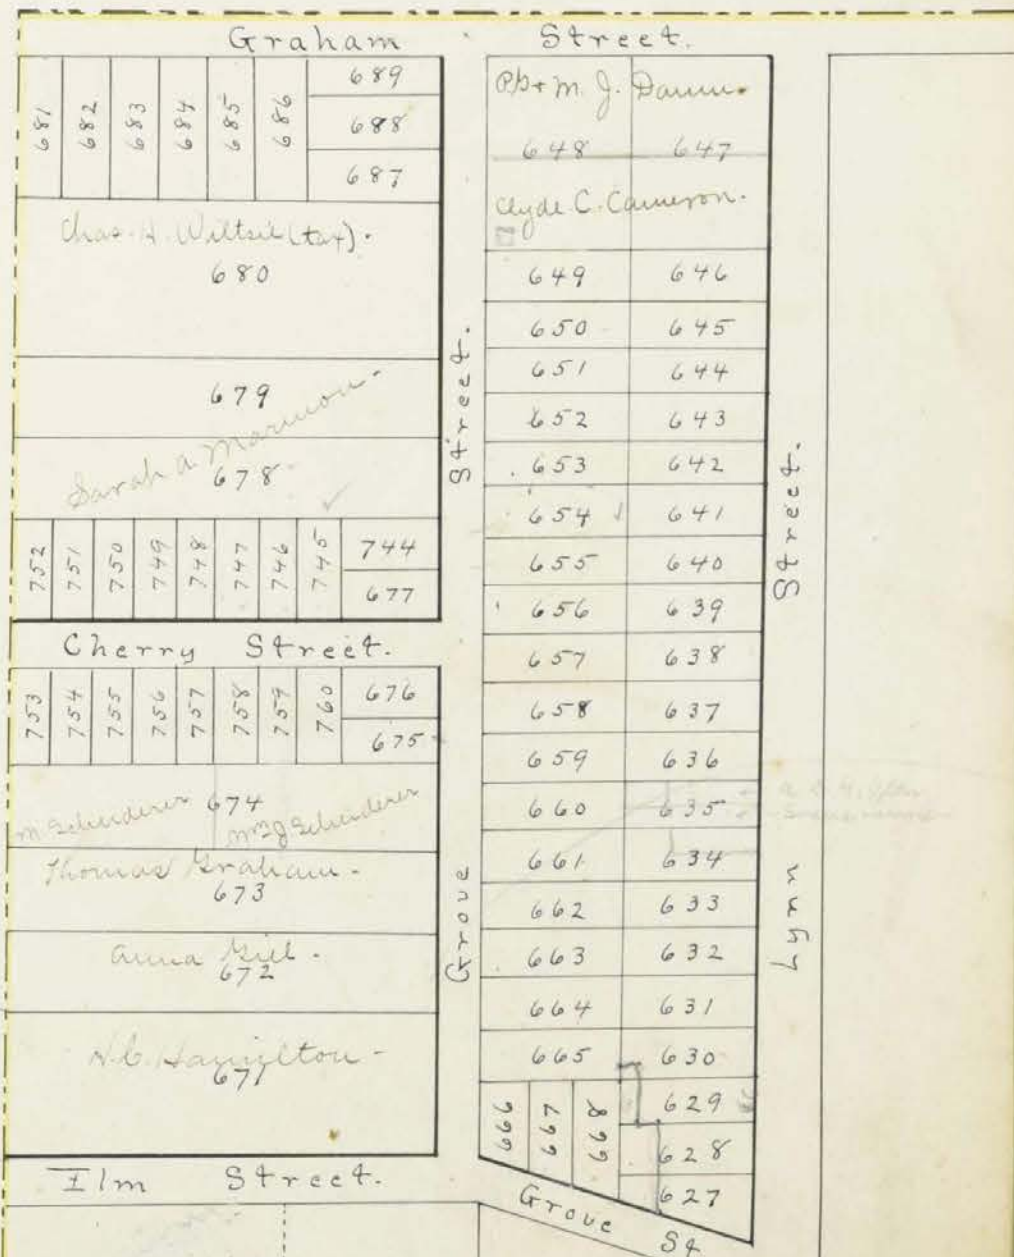 Graham Street.
681 682 683 684 685 686
689
688
687
Chas. H. Wiltsie (tax).
680
679
Sarah A Marmon.
678
752 751 750 749 748 747 746 745
744
677
Cherry Street.
753 754 755 756 757 758 759 760
676
675
674
Thomas Graham.
673
Anna Gill.
672
Hamilton
671
Elm Street.
Grove Street.
M. J.
648 647
Clyde C. Cameron.
649 646
650 645
651 644
652 643
653 642
654 641
655 640
656 639
657 638
658 637
659 636
660 635
661 634
662 633
663 632
664 631
665 630
666 667 668
629
628
627
Grove St
Lynn Street.